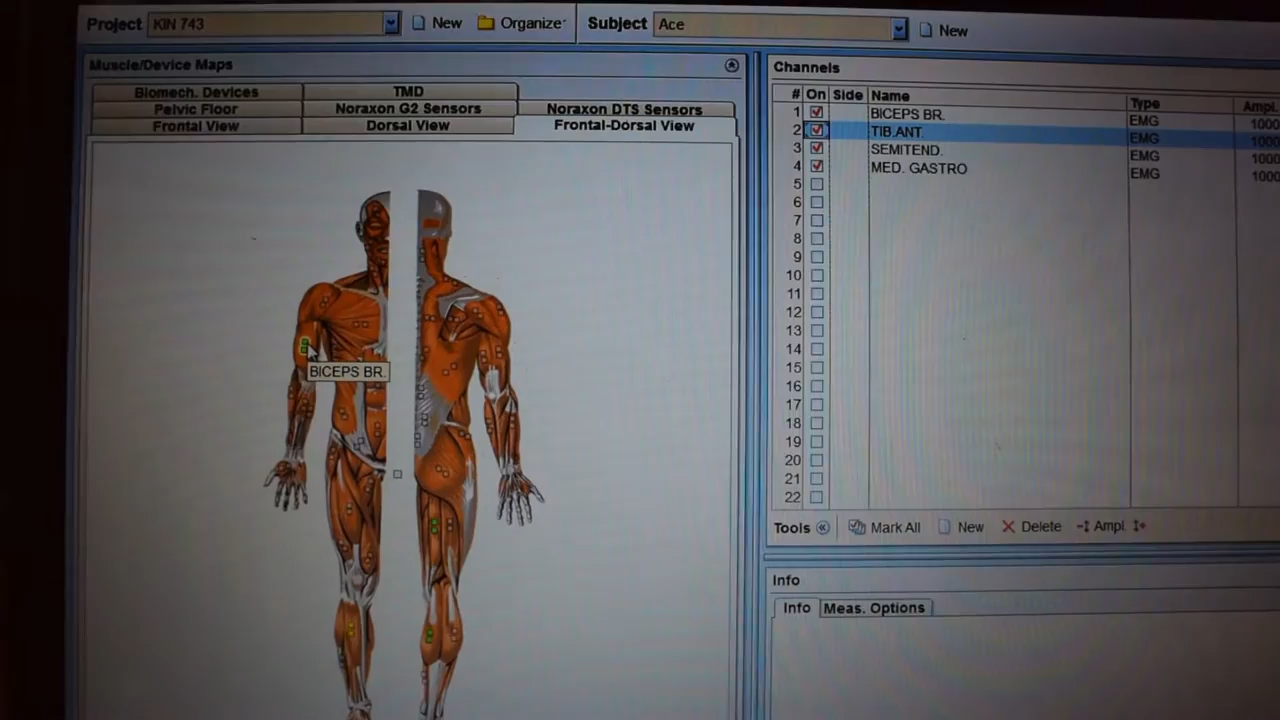 Project KIN 743 New Organize Subject Ace New
Muscle/Device Maps
Biomech. Devices TMD
Pelvic Floor Noraxon G2 Sensors Noraxon DTS Sensors
Frontal View Dorsal View Frontal-Dorsal View
BICEPS BR.
Channels
# On Side Name Type Ampl.
1 BICEPS BR. EMG 1000
2 TIB.ANT. EMG 1000
3 SEMITEND. EMG 1000
4 MED. GASTRO EMG 1000
5
6
7
8
9
10
11
12
13
14
15
16
17
18
19
20
21
22
Tools Mark All New Delete Ampl.
Info
Info Meas. Options